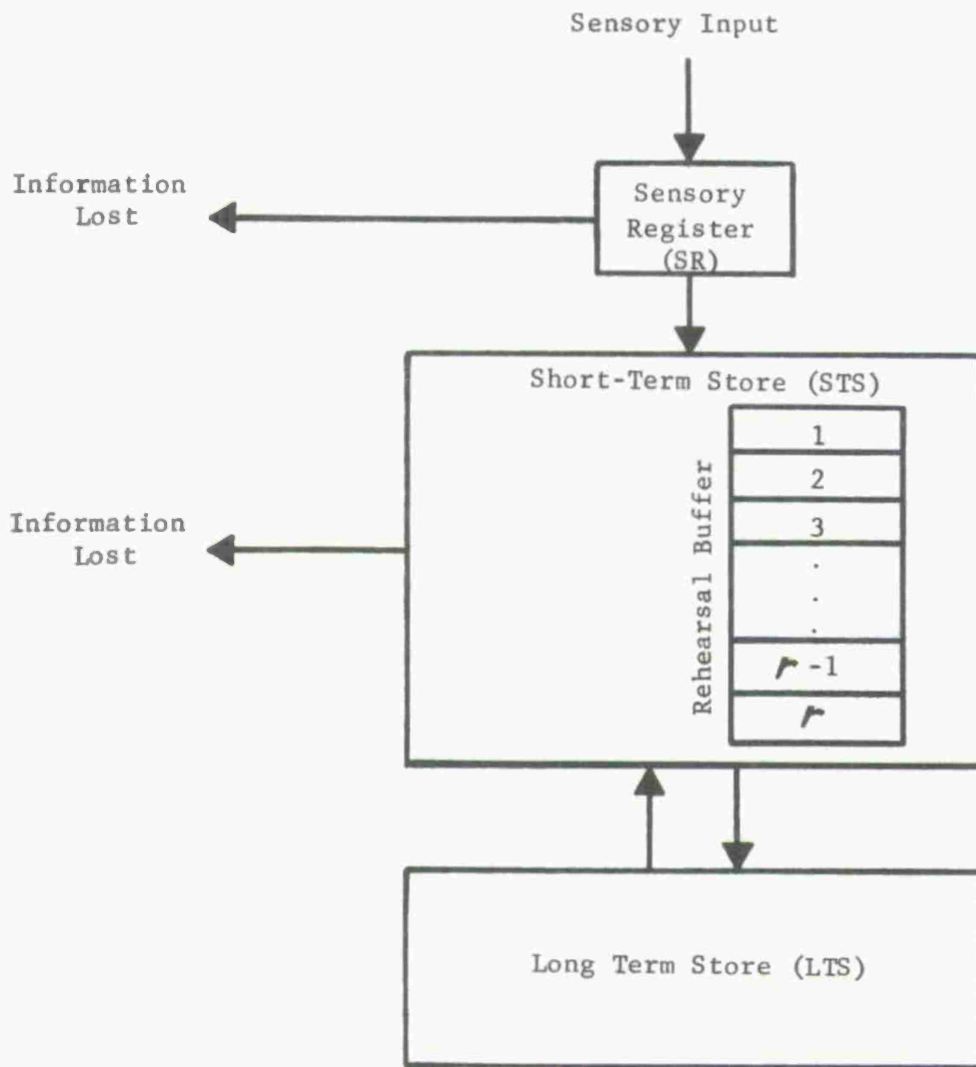 Sensory Input
Information
Lost
Sensory
Register
(SR)
Short-Term Store (STS)
Rehearsal Buffer
1
2
3
.
.
.
r-1
r
Information
Lost
Long Term Store (LTS)